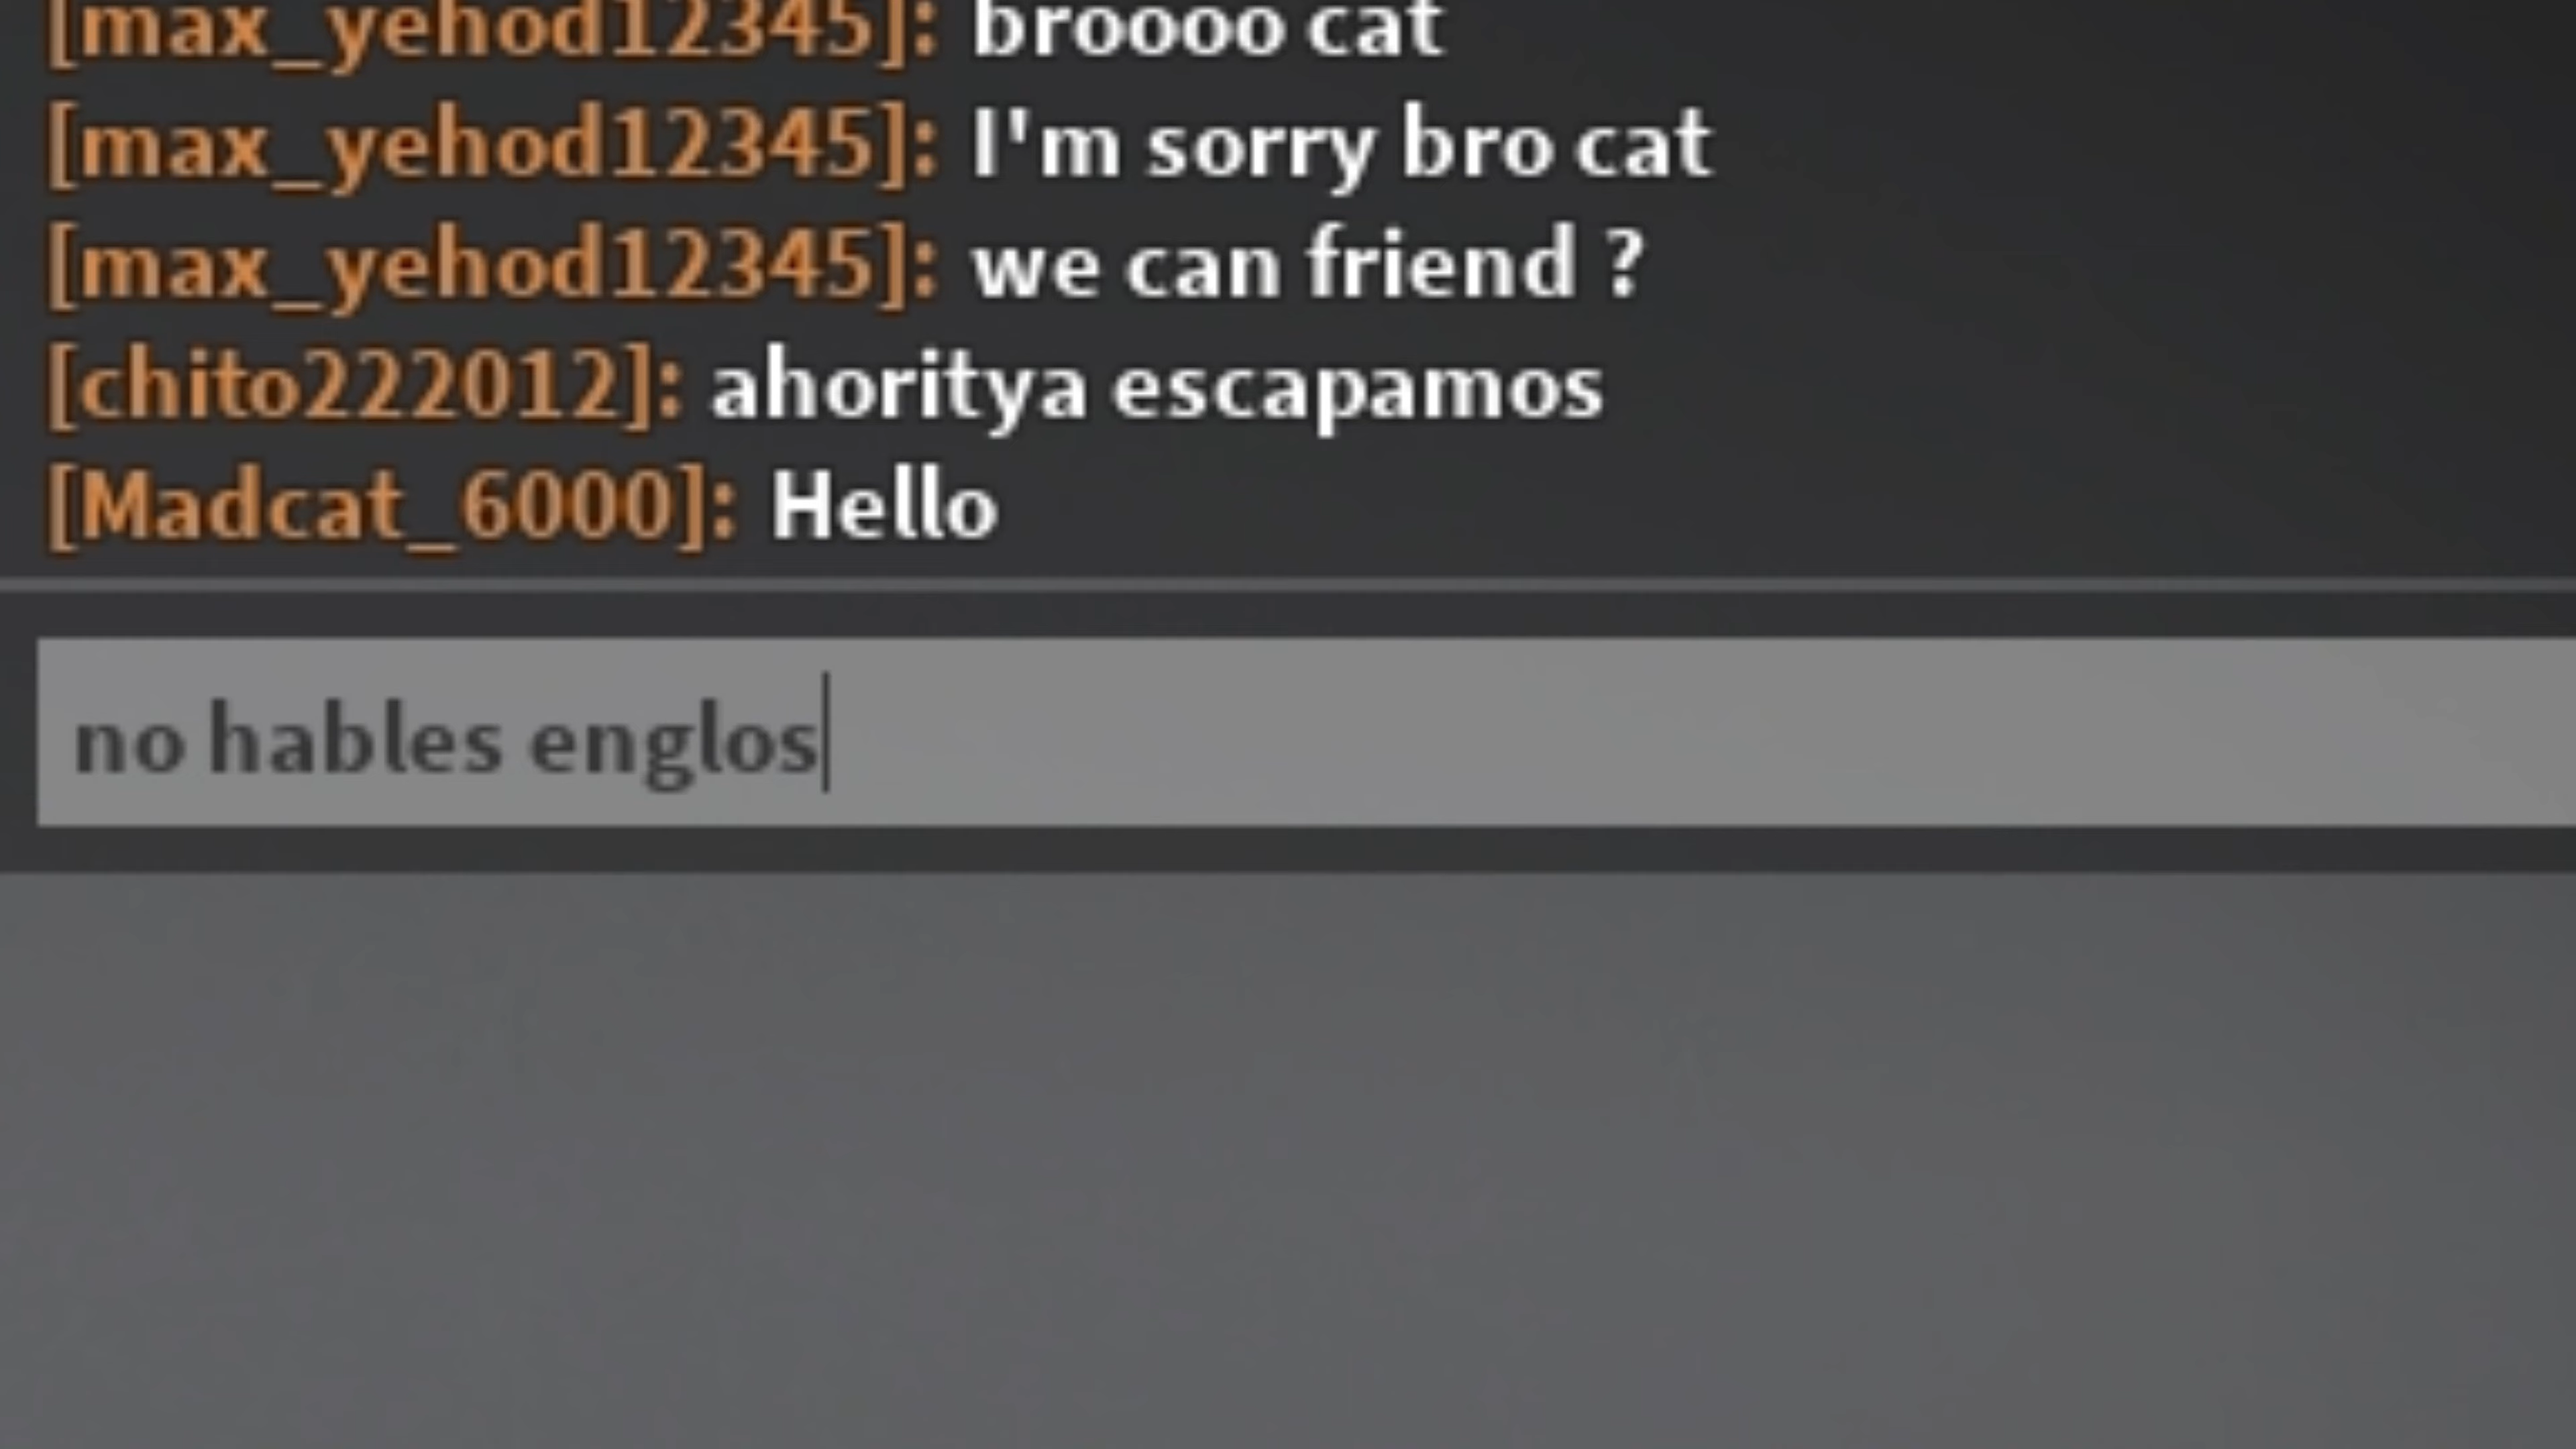 [max_yehod12345]: broooo cat
[max_yehod12345]: I'm sorry bro cat
[max_yehod12345]: we can friend ?
[chito222012]: ahoritya escapamos
[Madcat_6000]: Hello
no hables englos